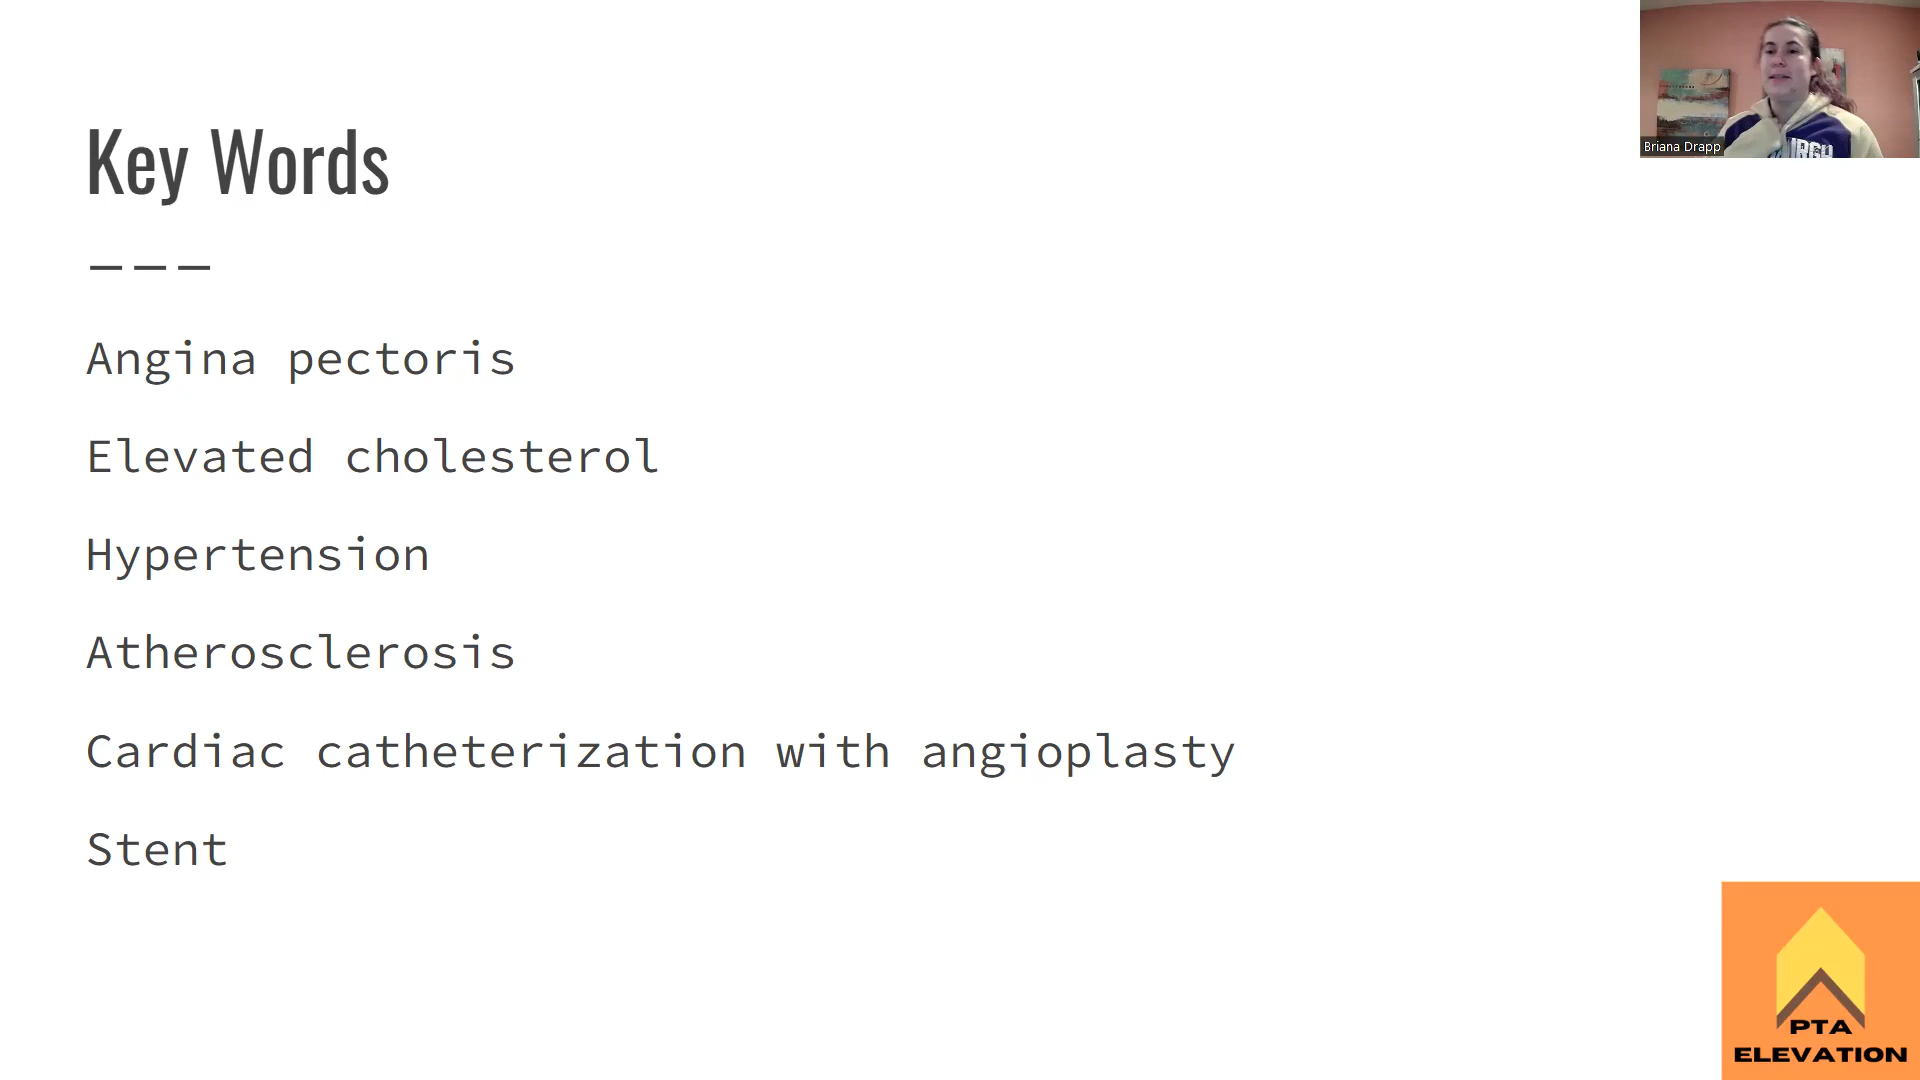 Key Words
Angina pectoris
Elevated cholesterol
Hypertension
Atherosclerosis
Cardiac catheterization with angioplasty
Stent
Briana Drapp
PTA
ELEVATION